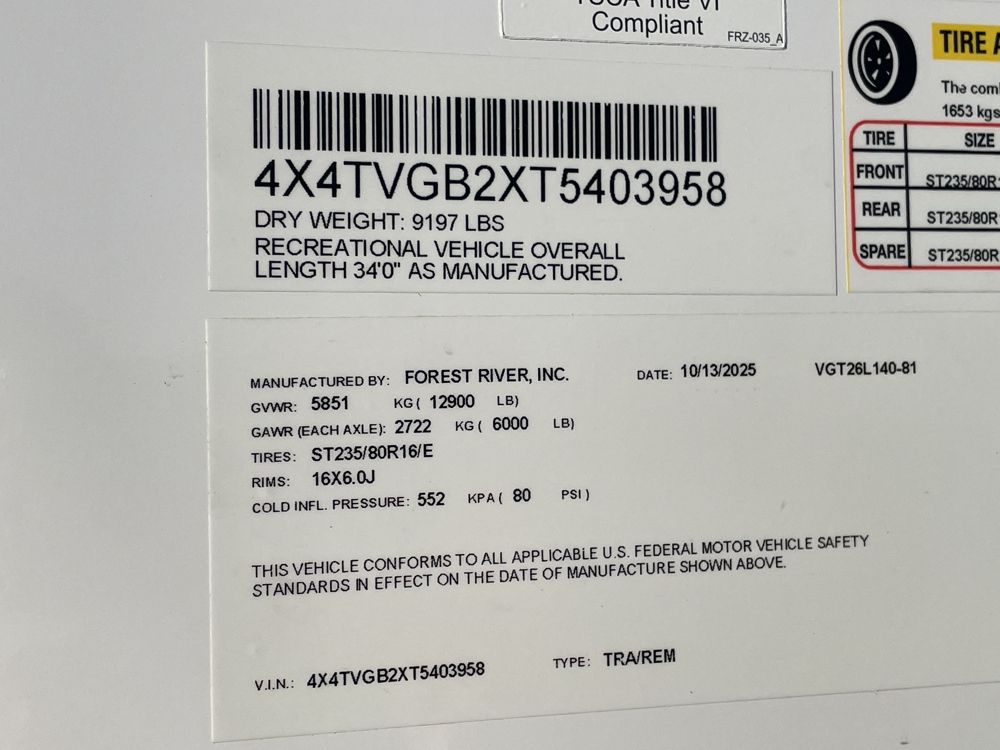 Compliant
FRZ-035_A
4X4TVGB2XT5403958
DRY WEIGHT: 9197 LBS
RECREATIONAL VEHICLE OVERALL
LENGTH 34'0" AS MANUFACTURED.
TIRE
1653 kgs
TIRE SIZE
FRONT ST235/80R
REAR ST235/80R
SPARE ST235/80R
MANUFACTURED BY: FOREST RIVER, INC. DATE: 10/13/2025 VGT26L140-81
GVWR: 5851 KG ( 12900 LB)
GAWR (EACH AXLE): 2722 KG ( 6000 LB)
TIRES: ST235/80R16/E
RIMS: 16X6.0J
COLD INFL. PRESSURE: 552 KPA ( 80 PSI )
THIS VEHICLE CONFORMS TO ALL APPLICABLE U.S. FEDERAL MOTOR VEHICLE SAFETY
STANDARDS IN EFFECT ON THE DATE OF MANUFACTURE SHOWN ABOVE.
V.I.N.: 4X4TVGB2XT5403958 TYPE: TRA/REM